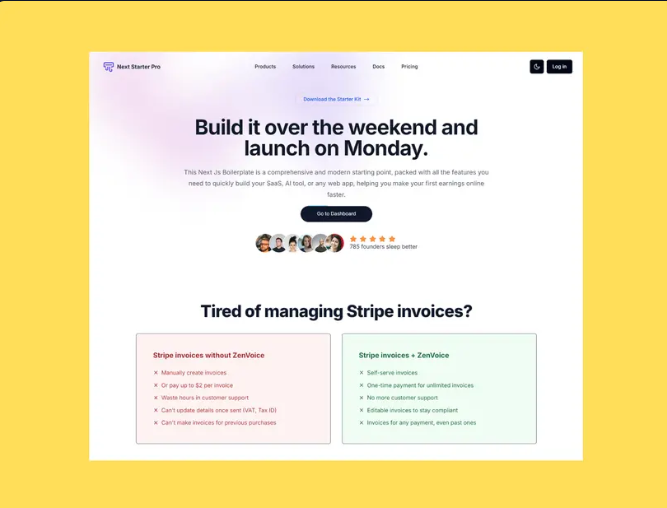 Next Starter Pro
Products
Solutions
Resources
Docs
Pricing
Log In
Download the Starter Kit →
Build it over the weekend and
launch on Monday.
This Next Js Boilerplate is a comprehensive and modern starting point, packed with all the features you
need to quickly build your SaaS, AI tool, or any web app, helping you make your first earnings online
faster.
Go to Dashboard
785 founders sleep better
Tired of managing Stripe invoices?
Stripe invoices without ZenVoice
✕ Manually create invoices
✕ Or pay up to $2 per invoice
✕ Waste hours in customer support
✕ Can't update details once sent (VAT, Tax ID)
✕ Can't make invoices for previous purchases
Stripe invoices + ZenVoice
✕ Self-serve invoices
✕ One-time payment for unlimited invoices
✕ No more customer support
✕ Editable invoices to stay compliant
✕ Invoices for any payment, even past ones